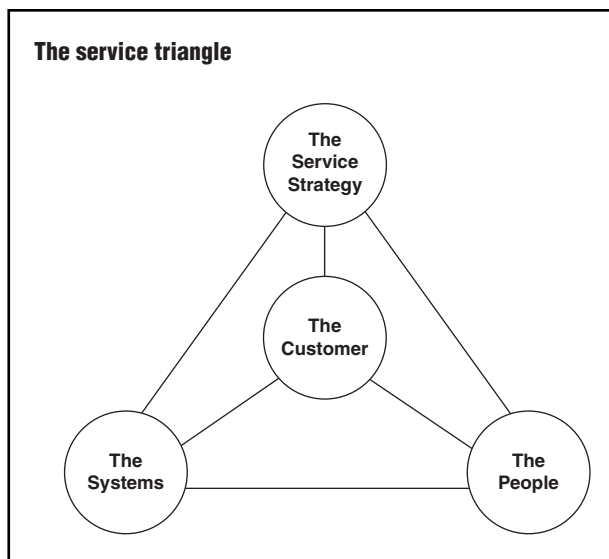 The service triangle
The
Service
Strategy
The
Customer
The
Systems
The
People